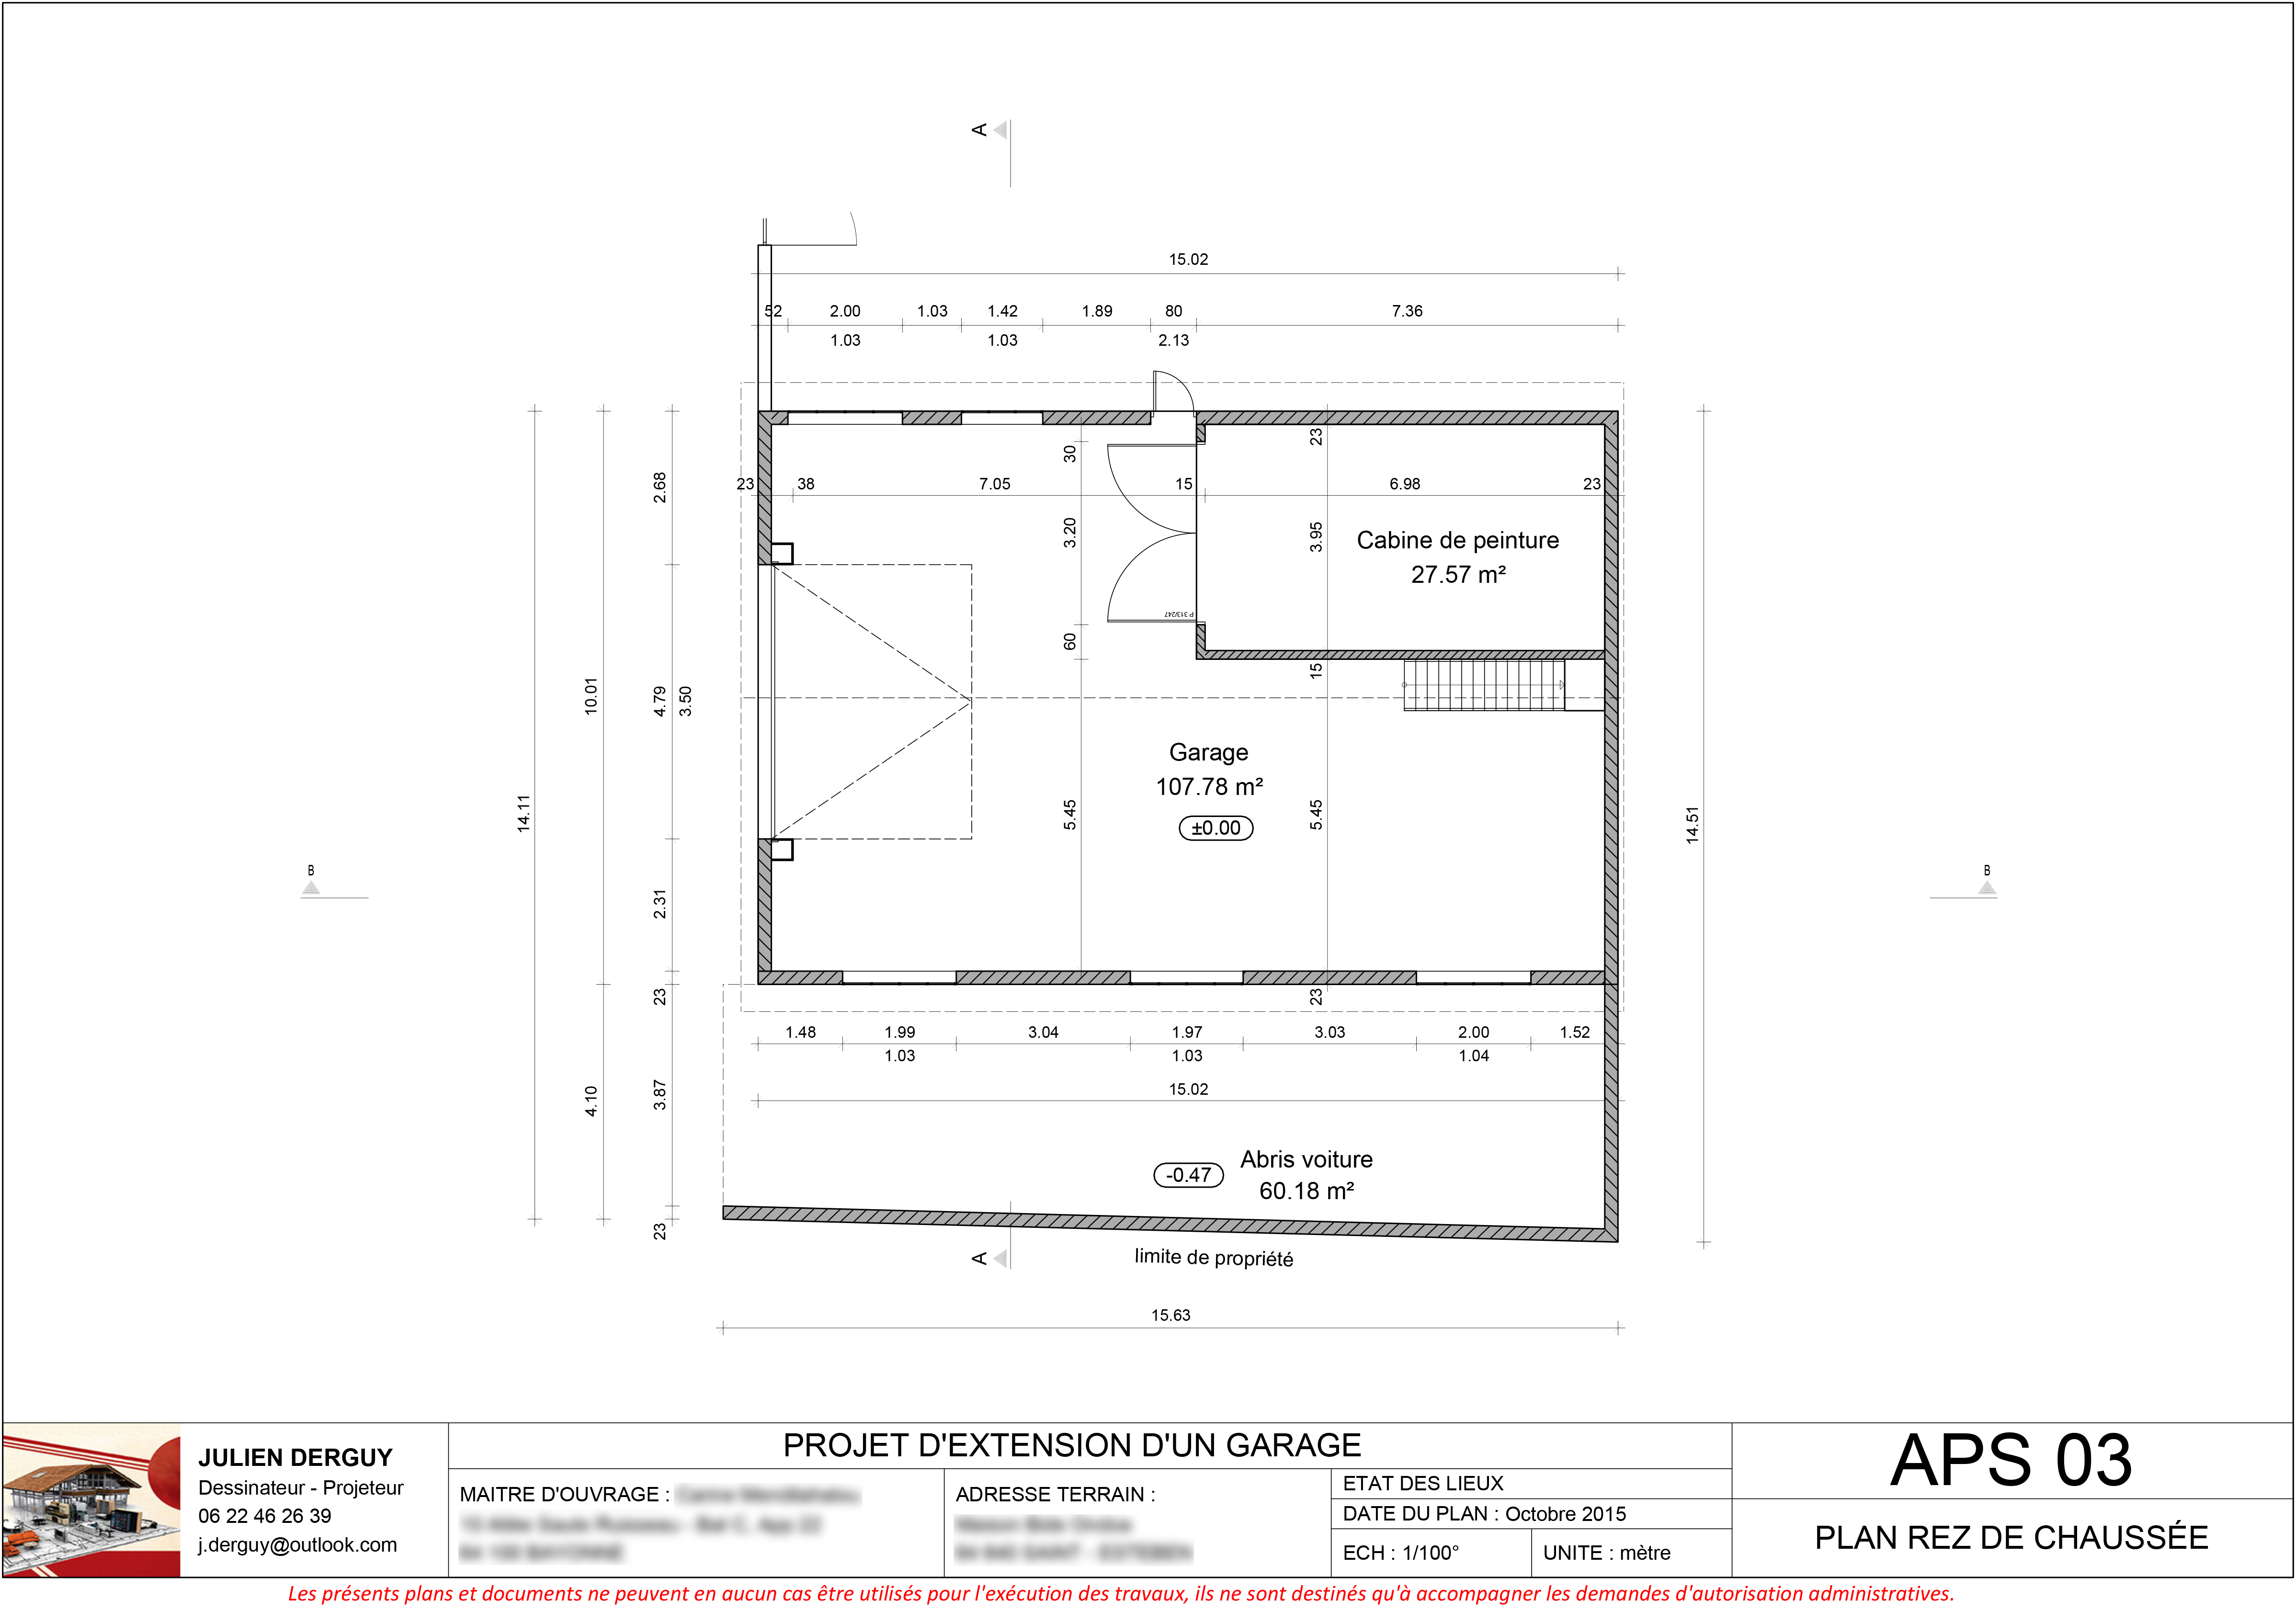 A
15.02
52 2.00 1.03 1.42 1.89 80 7.36
1.03 1.03 2.13
30
23
2.68
23 38 7.05 15 6.98 23
3.20
3.95
Cabine de peinture
27.57 m²
P 313/247
60
15
10.01
4.79
3.50
Garage
107.78 m²
±0.00
14.11
5.45
5.45
14.51
B
B
2.31
23
23
1.48 1.99 3.04 1.97 3.03 2.00 1.52
1.03 1.03 1.04
15.02
4.10
3.87
Abris voiture
-0.47
60.18 m²
23
A
limite de propriété
15.63
JULIEN DERGUY
Dessinateur - Projeteur
06 22 46 26 39
j.derguy@outlook.com
PROJET D'EXTENSION D'UN GARAGE
MAITRE D'OUVRAGE :
ADRESSE TERRAIN :
ETAT DES LIEUX
DATE DU PLAN : Octobre 2015
ECH : 1/100°
UNITE : mètre
APS 03
PLAN REZ DE CHAUSSÉE
Les présents plans et documents ne peuvent en aucun cas être utilisés pour l'exécution des travaux, ils ne sont destinés qu'à accompagner les demandes d'autorisation administratives.